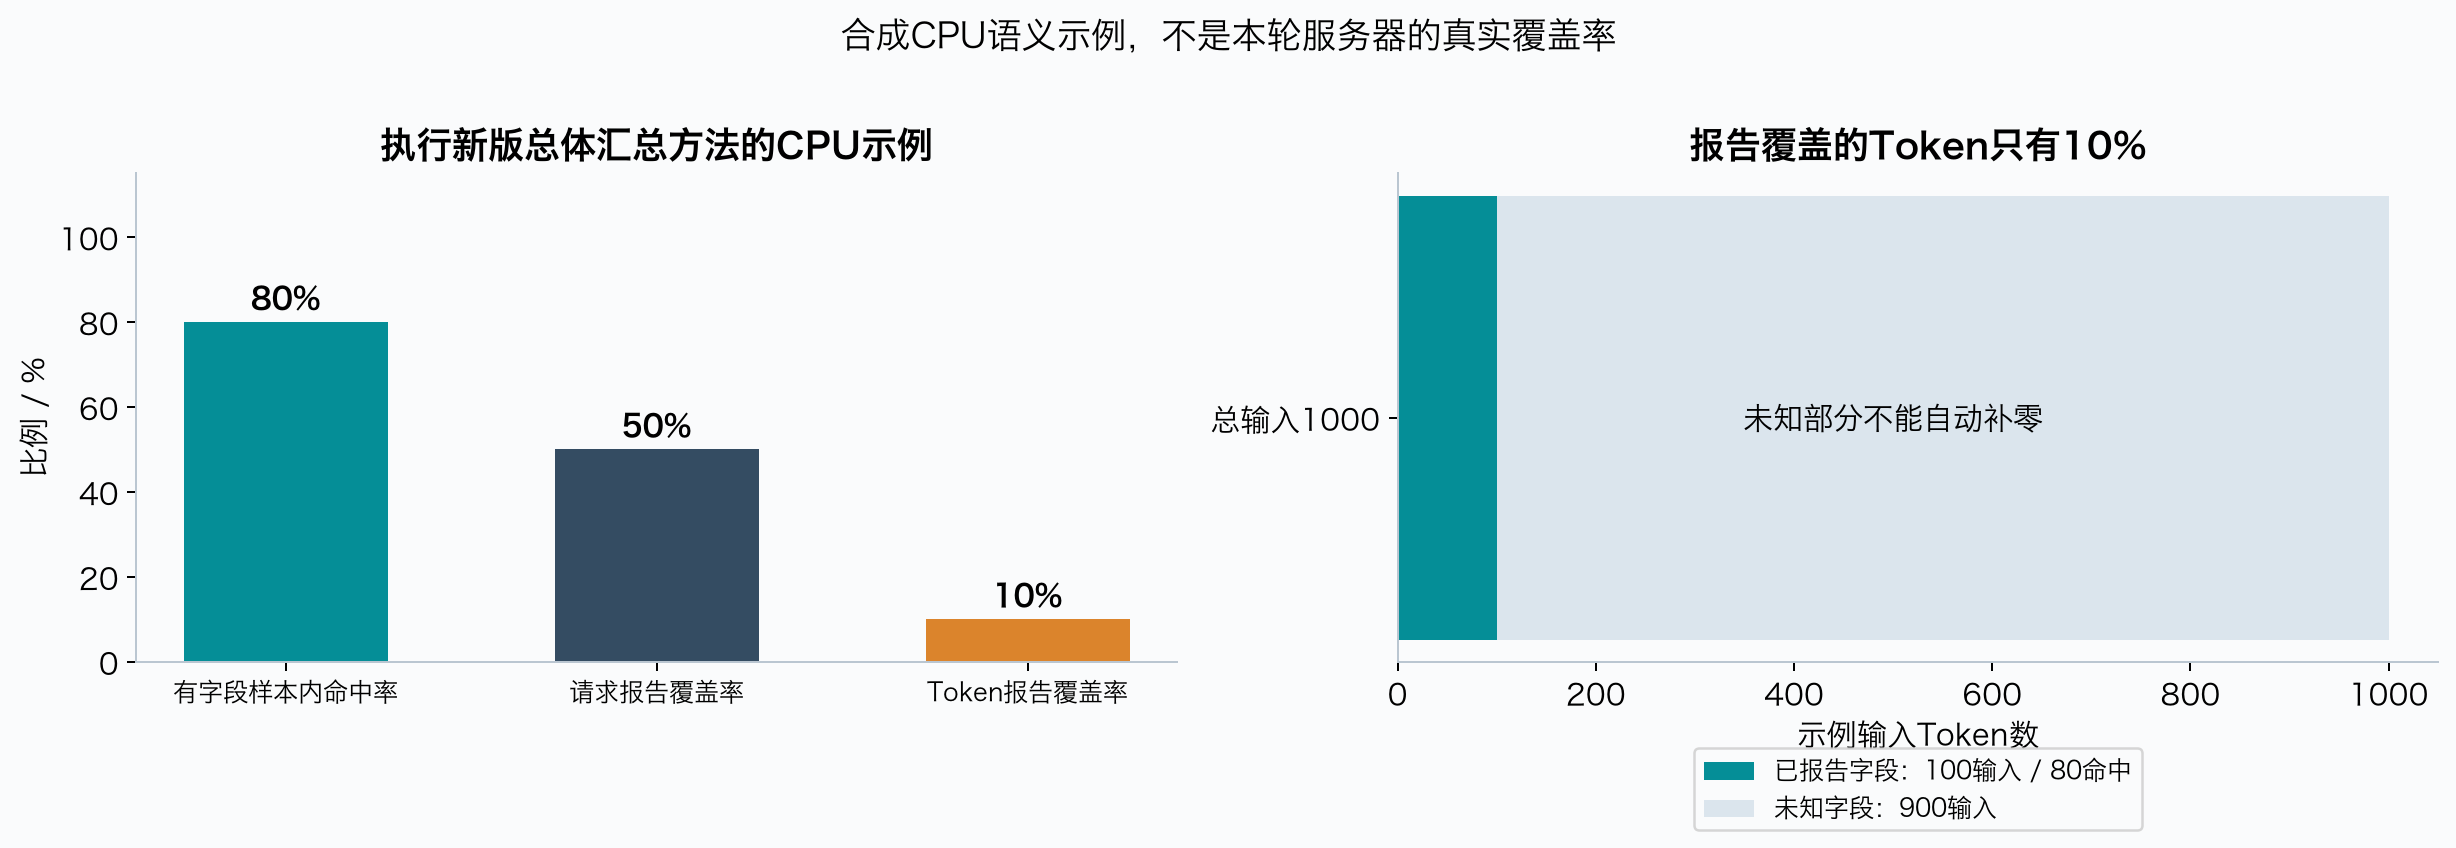 合成CPU语义示例，不是本轮服务器的真实覆盖率
执行新版总体汇总方法的CPU示例
比例 / %
100
80
60
40
20
0
80%
50%
10%
有字段样本内命中率
请求报告覆盖率
Token报告覆盖率
报告覆盖的Token只有10%
总输入1000
未知部分不能自动补零
0
200
400
600
800
1000
示例输入Token数
已报告字段：100输入 / 80命中
未知字段：900输入